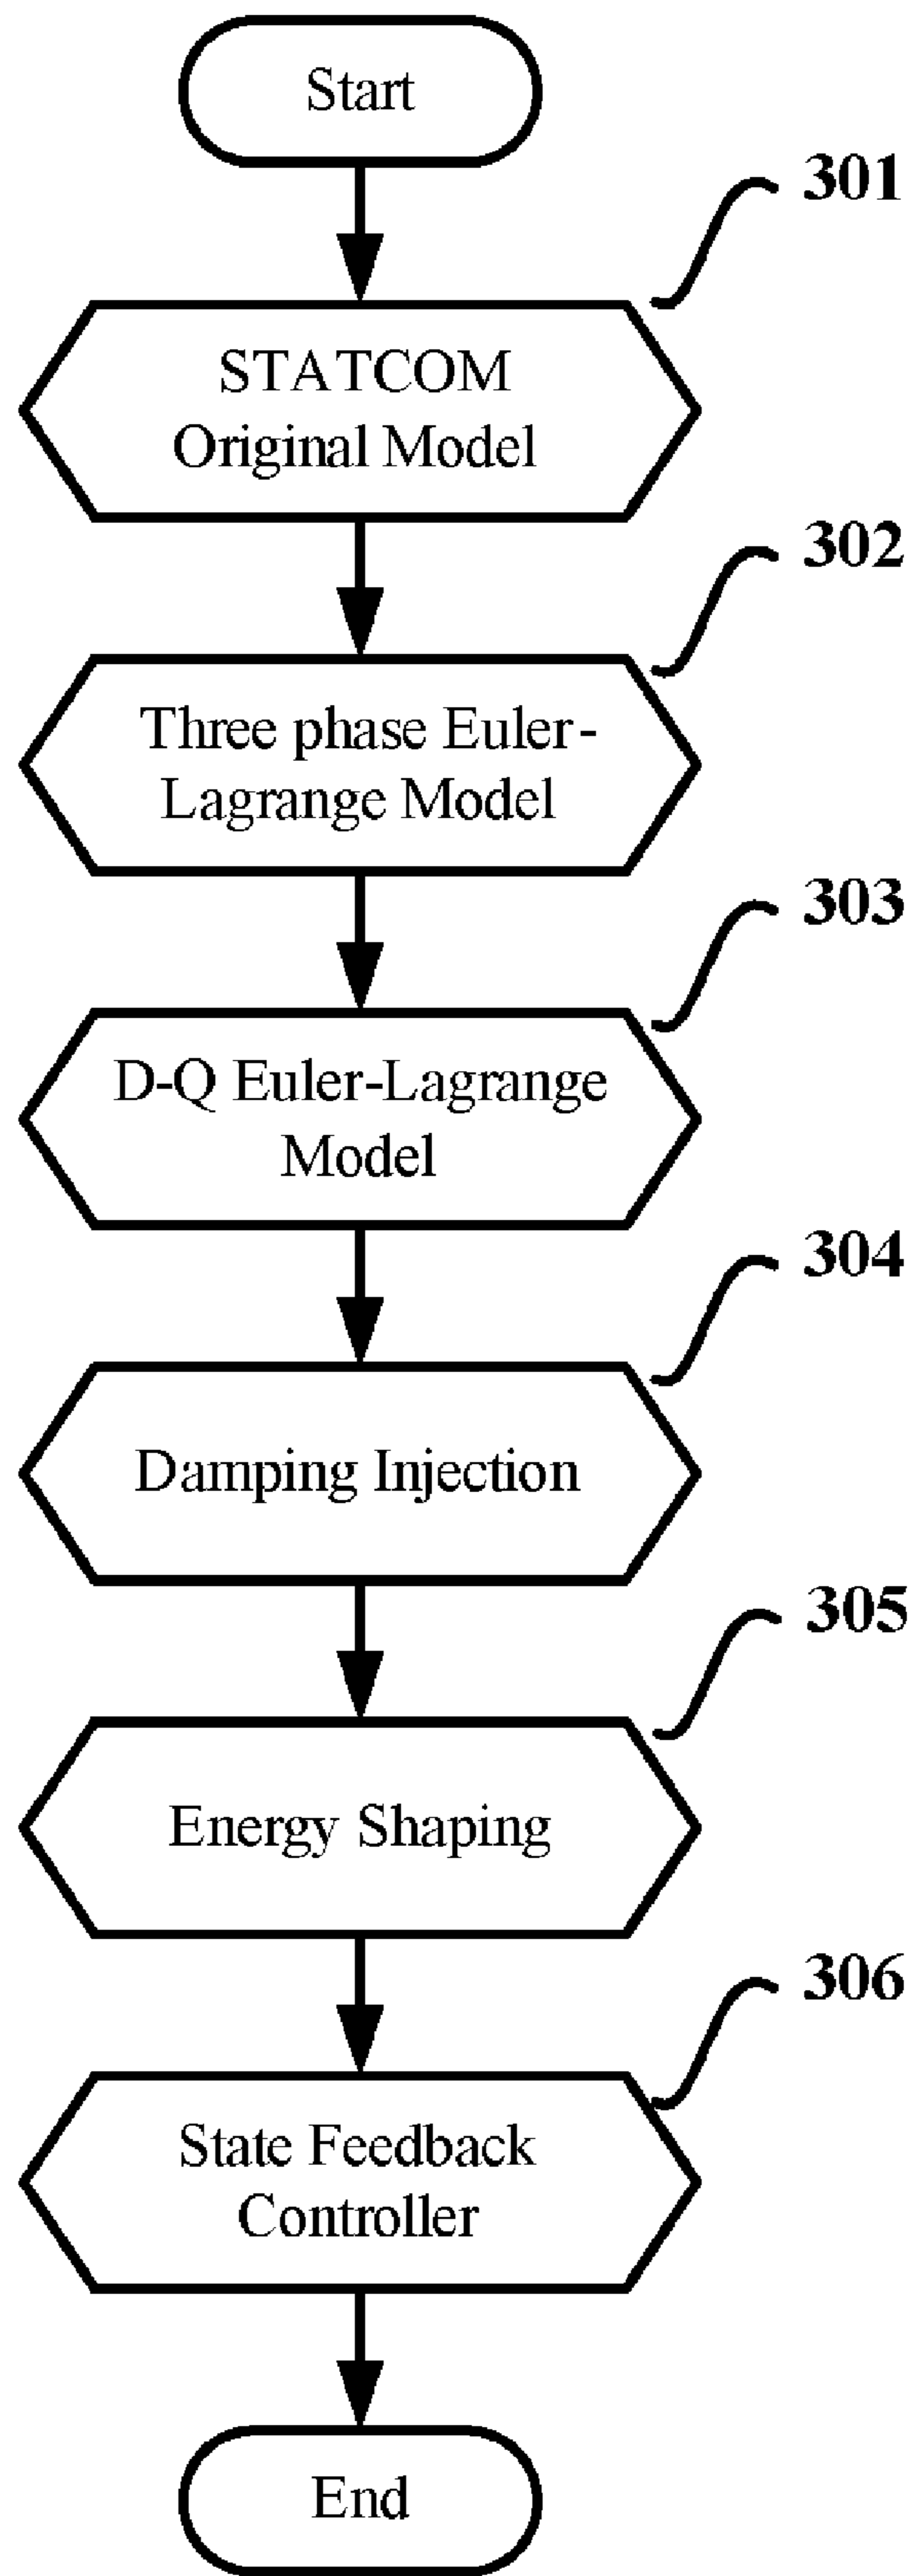 Start
301
STATCOM
Original Model
302
Three phase Euler-
Lagrange Model
303
D-Q Euler-Lagrange
Model
304
Damping Injection
305
Energy Shaping
306
State Feedback
Controller
End